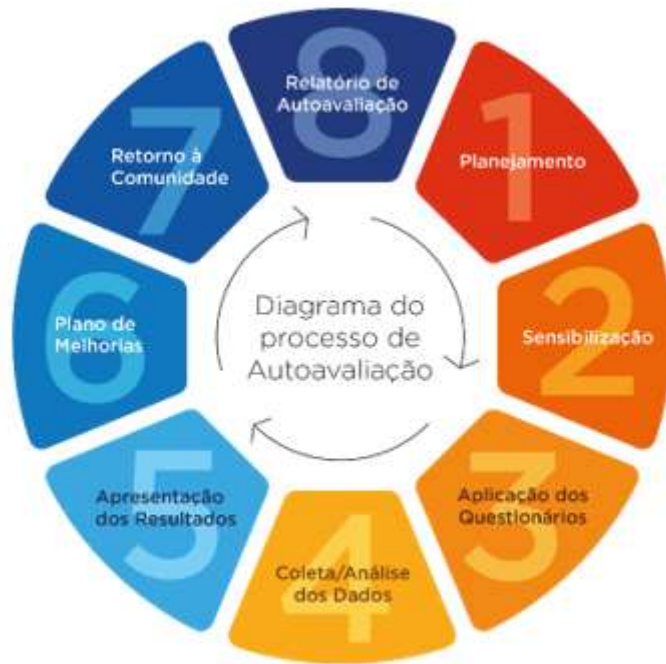 8
Relatório de
Autoavaliação
1
Planejamento
2
Sensibilização
3
Aplicação dos
Questionários
4
Coleta/Análise
dos Dados
5
Apresentação
dos Resultados
6
Plano de
Melhorias
7
Retorno à
Comunidade
Diagrama do
processo de
Autoavaliação